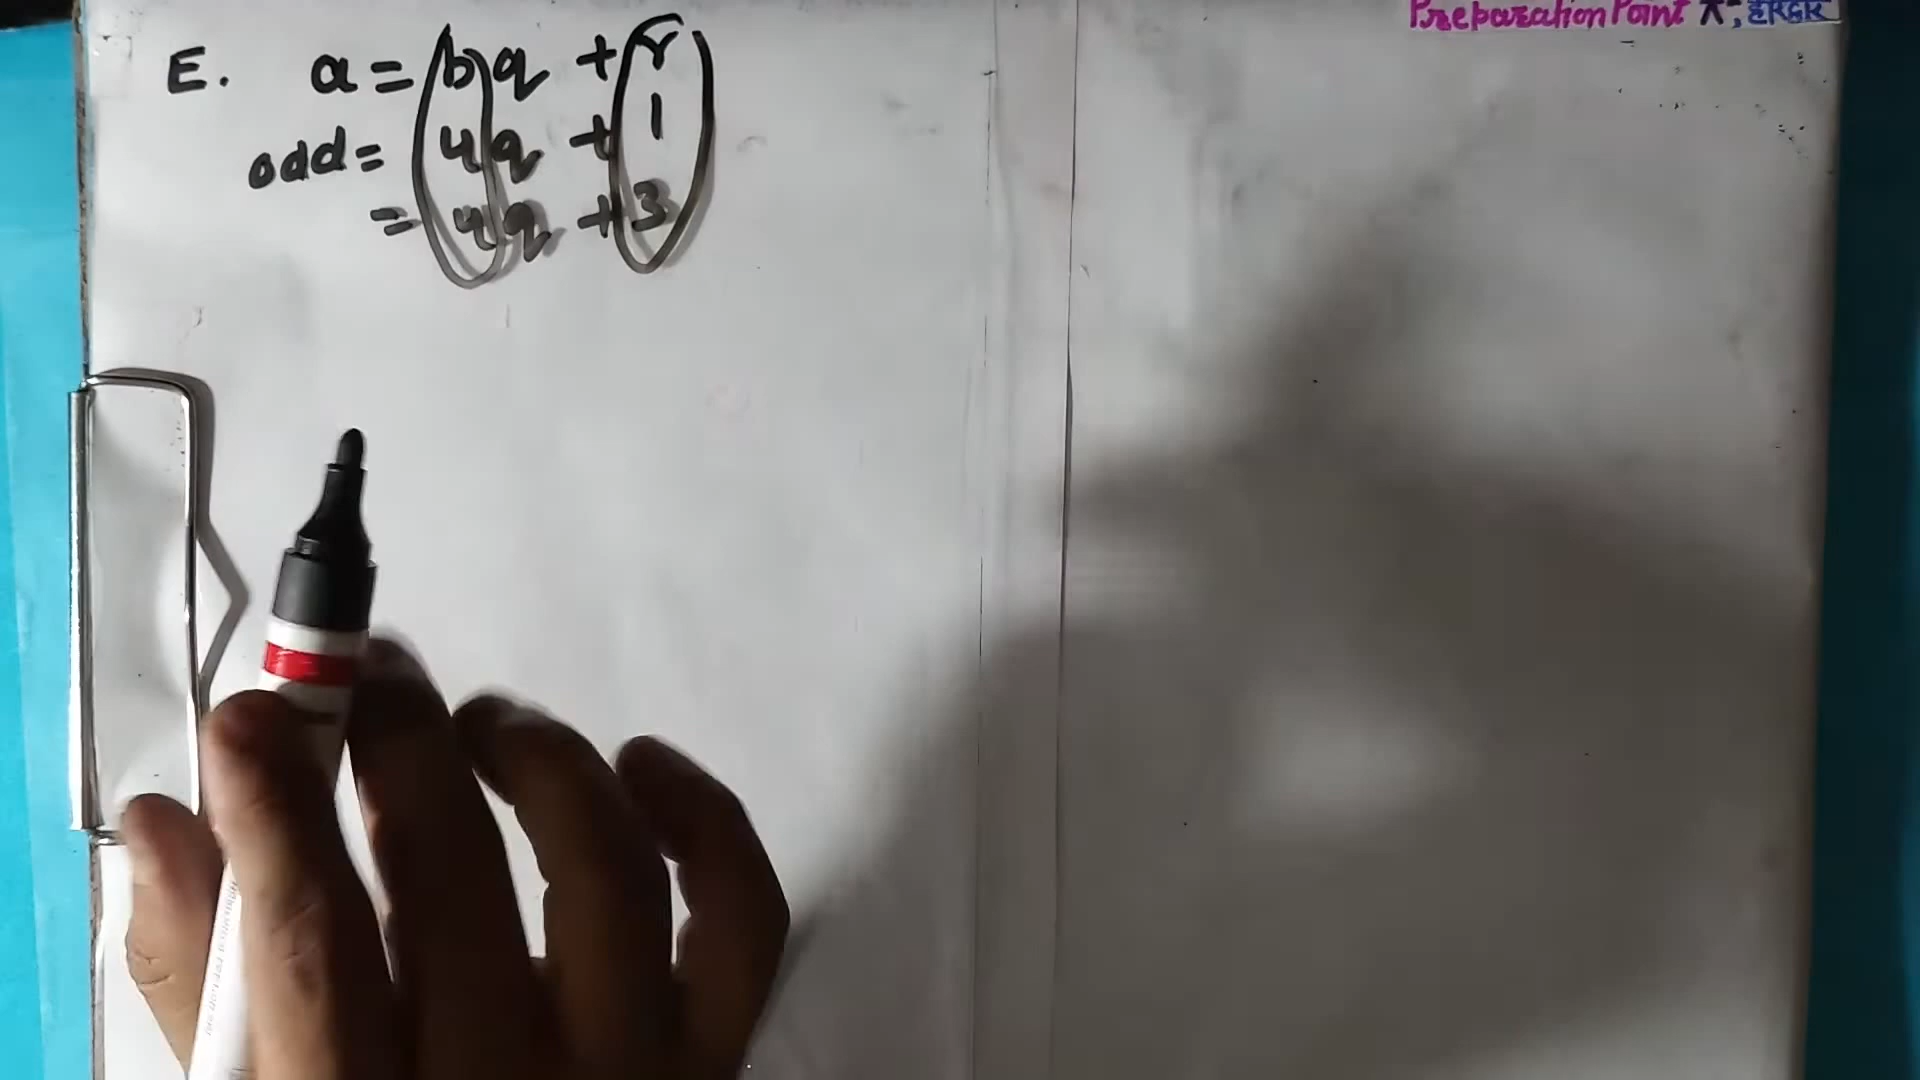 Preparation Point
E. a = bq + r
odd = 4q + 1
= 4q + 3